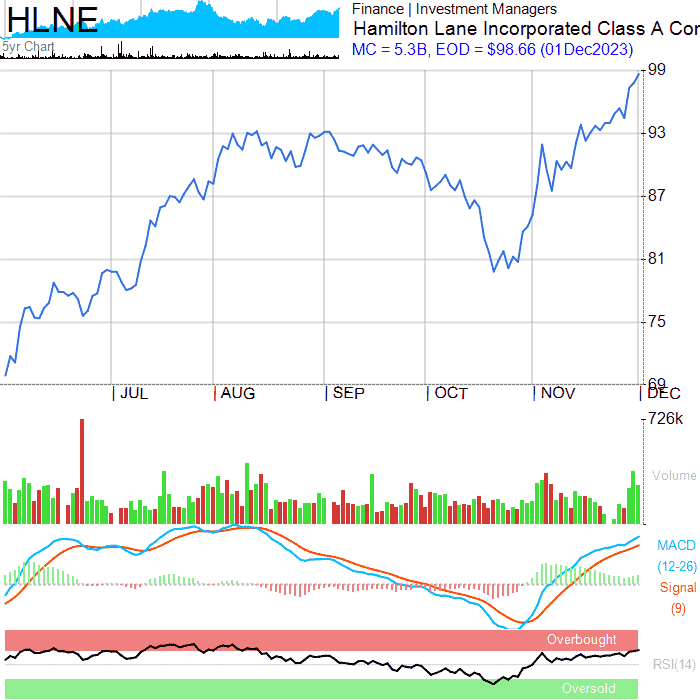 HLNE
5yr Chart
Finance | Investment Managers
Hamilton Lane Incorporated Class A Cor
MC = 5.3B, EOD = $98.66 (01Dec2023)
99
93
87
81
75
69
JUL
AUG
SEP
OCT
NOV
DEC
726k
Volume
MACD
(12-26)
Signal
(9)
Overbought
RSI(14)
Oversold